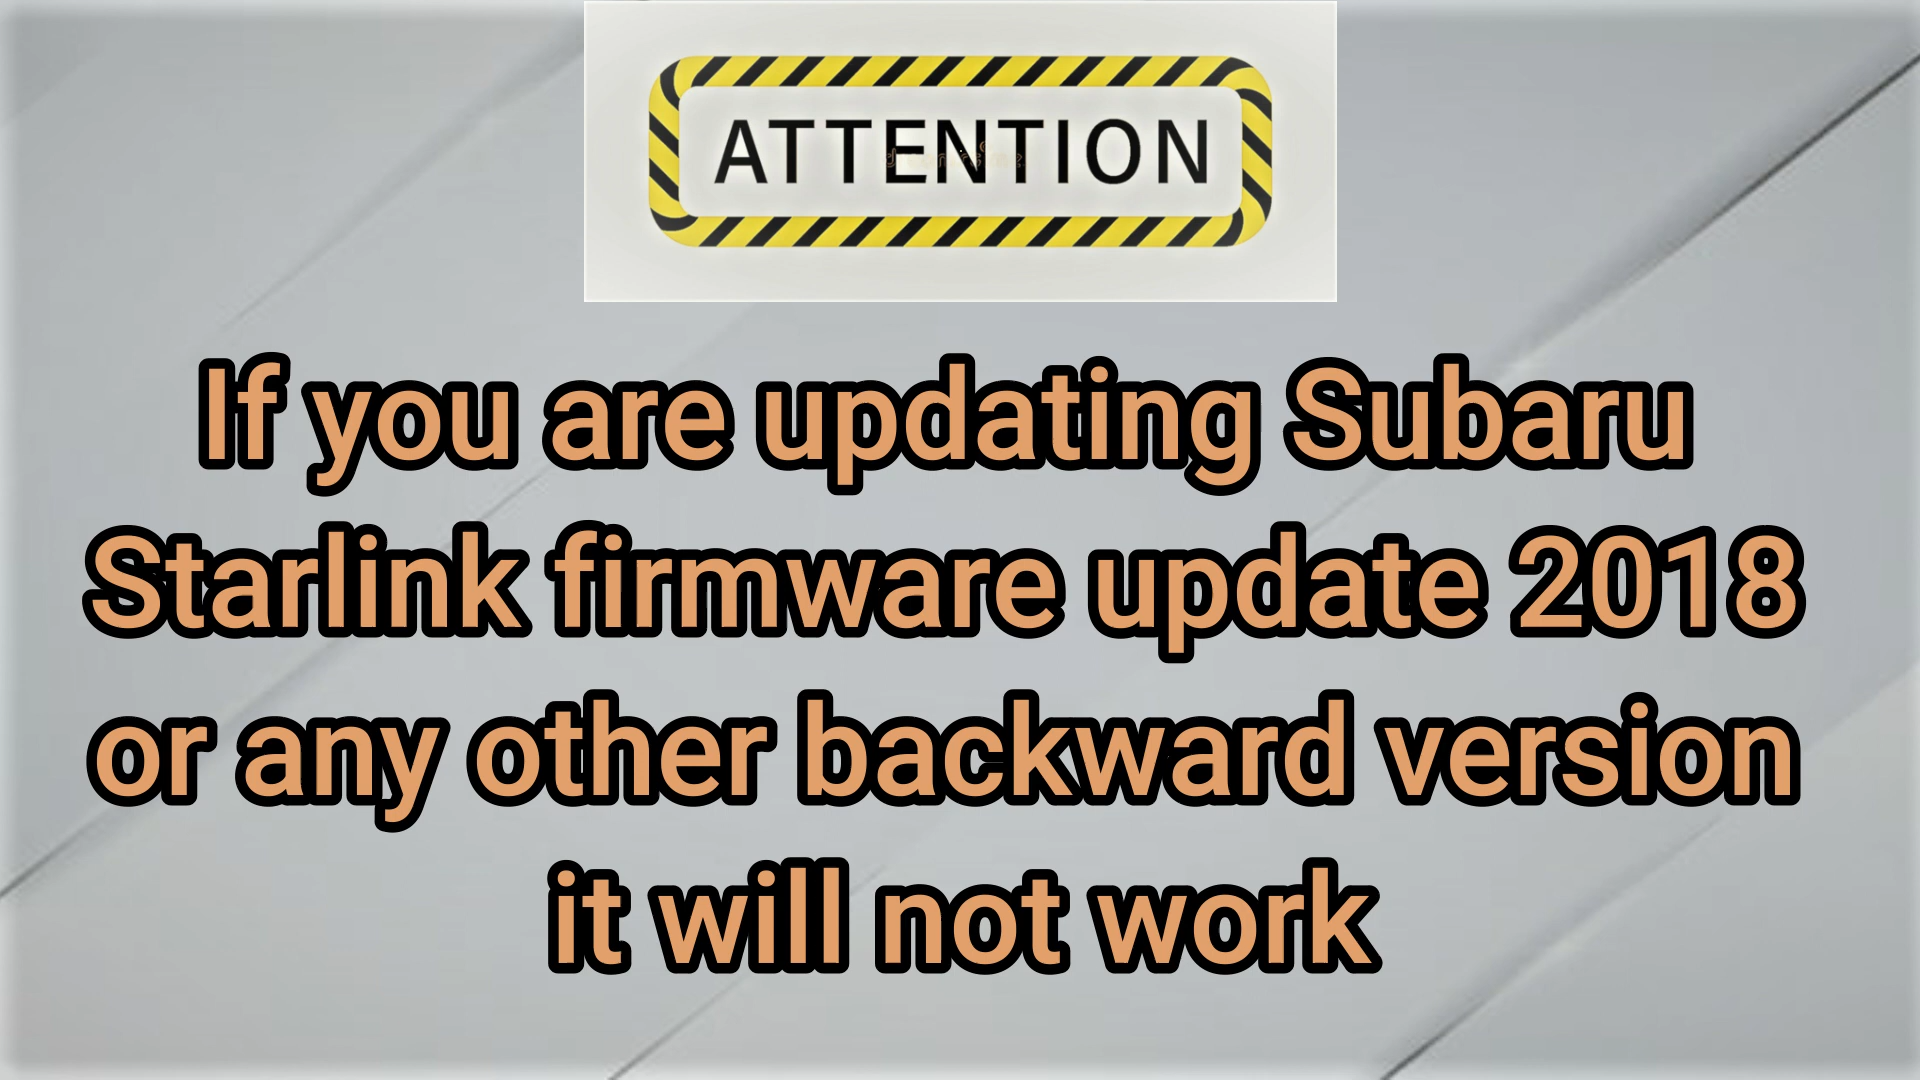 ATTENTION
If you are updating Subaru
Starlink firmware update 2018
or any other backward version
it will not work